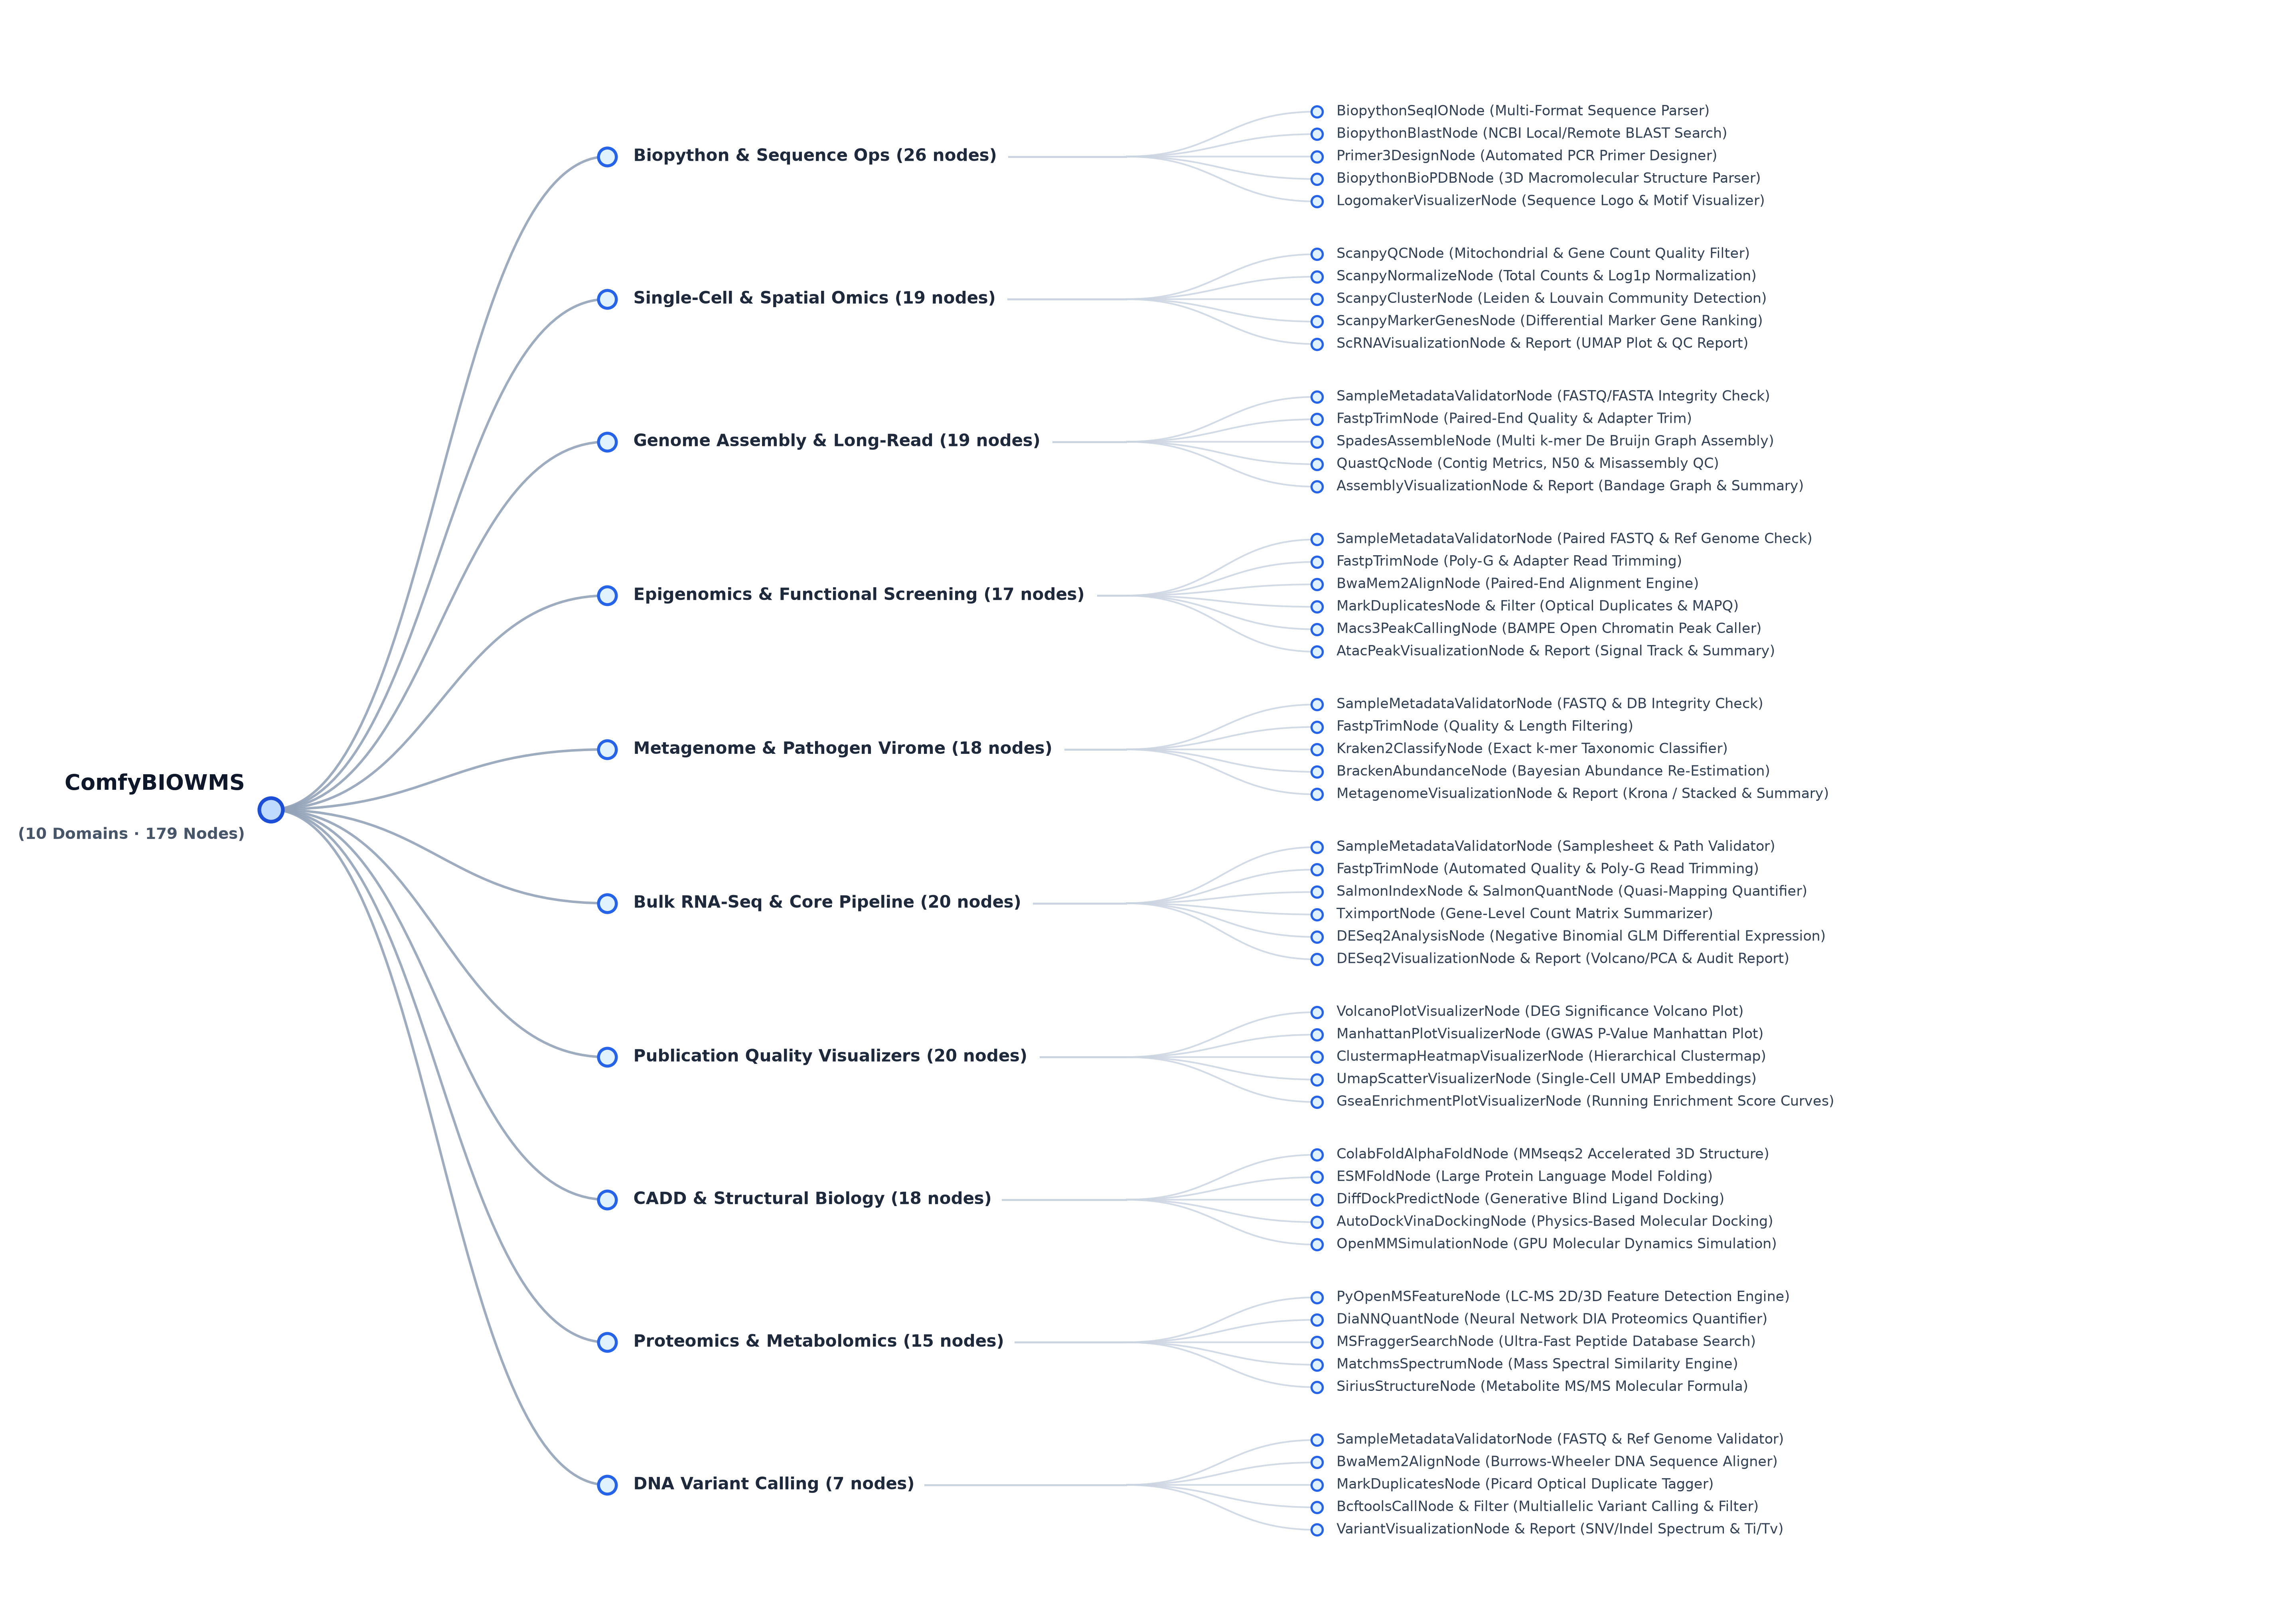 ComfyBIOWMS
(10 Domains · 179 Nodes)
Biopython & Sequence Ops (26 nodes)
BiopythonSeqIONode (Multi-Format Sequence Parser)
BiopythonBlastNode (NCBI Local/Remote BLAST Search)
Primer3DesignNode (Automated PCR Primer Designer)
BiopythonBioPDBNode (3D Macromolecular Structure Parser)
LogomakerVisualizerNode (Sequence Logo & Motif Visualizer)
Single-Cell & Spatial Omics (19 nodes)
ScanpyQCNode (Mitochondrial & Gene Count Quality Filter)
ScanpyNormalizeNode (Total Counts & Log1p Normalization)
ScanpyClusterNode (Leiden & Louvain Community Detection)
ScanpyMarkerGenesNode (Differential Marker Gene Ranking)
ScRNAVisualizationNode & Report (UMAP Plot & QC Report)
Genome Assembly & Long-Read (19 nodes)
SampleMetadataValidatorNode (FASTQ/FASTA Integrity Check)
FastpTrimNode (Paired-End Quality & Adapter Trim)
SpadesAssembleNode (Multi k-mer De Bruijn Graph Assembly)
QuastQcNode (Contig Metrics, N50 & Misassembly QC)
AssemblyVisualizationNode & Report (Bandage Graph & Summary)
Epigenomics & Functional Screening (17 nodes)
SampleMetadataValidatorNode (Paired FASTQ & Ref Genome Check)
FastpTrimNode (Poly-G & Adapter Read Trimming)
BwaMem2AlignNode (Paired-End Alignment Engine)
MarkDuplicatesNode & Filter (Optical Duplicates & MAPQ)
Macs3PeakCallingNode (BAMPE Open Chromatin Peak Caller)
AtacPeakVisualizationNode & Report (Signal Track & Summary)
Metagenome & Pathogen Virome (18 nodes)
SampleMetadataValidatorNode (FASTQ & DB Integrity Check)
FastpTrimNode (Quality & Length Filtering)
Kraken2ClassifyNode (Exact k-mer Taxonomic Classifier)
BrackenAbundanceNode (Bayesian Abundance Re-Estimation)
MetagenomeVisualizationNode & Report (Krona / Stacked & Summary)
Bulk RNA-Seq & Core Pipeline (20 nodes)
SampleMetadataValidatorNode (Samplesheet & Path Validator)
FastpTrimNode (Automated Quality & Poly-G Read Trimming)
SalmonIndexNode & SalmonQuantNode (Quasi-Mapping Quantifier)
TximportNode (Gene-Level Count Matrix Summarizer)
DESeq2AnalysisNode (Negative Binomial GLM Differential Expression)
DESeq2VisualizationNode & Report (Volcano/PCA & Audit Report)
Publication Quality Visualizers (20 nodes)
VolcanoPlotVisualizerNode (DEG Significance Volcano Plot)
ManhattanPlotVisualizerNode (GWAS P-Value Manhattan Plot)
ClustermapHeatmapVisualizerNode (Hierarchical Clustermap)
UmapScatterVisualizerNode (Single-Cell UMAP Embeddings)
GseaEnrichmentPlotVisualizerNode (Running Enrichment Score Curves)
CADD & Structural Biology (18 nodes)
ColabFoldAlphaFoldNode (MMseqs2 Accelerated 3D Structure)
ESMFoldNode (Large Protein Language Model Folding)
DiffDockPredictNode (Generative Blind Ligand Docking)
AutoDockVinaDockingNode (Physics-Based Molecular Docking)
OpenMMSimulationNode (GPU Molecular Dynamics Simulation)
Proteomics & Metabolomics (15 nodes)
PyOpenMSFeatureNode (LC-MS 2D/3D Feature Detection Engine)
DiaNNQuantNode (Neural Network DIA Proteomics Quantifier)
MSFraggerSearchNode (Ultra-Fast Peptide Database Search)
MatchmsSpectrumNode (Mass Spectral Similarity Engine)
SiriusStructureNode (Metabolite MS/MS Molecular Formula)
DNA Variant Calling (7 nodes)
SampleMetadataValidatorNode (FASTQ & Ref Genome Validator)
BwaMem2AlignNode (Burrows-Wheeler DNA Sequence Aligner)
MarkDuplicatesNode (Picard Optical Duplicate Tagger)
BcftoolsCallNode & Filter (Multiallelic Variant Calling & Filter)
VariantVisualizationNode & Report (SNV/Indel Spectrum & Ti/Tv)